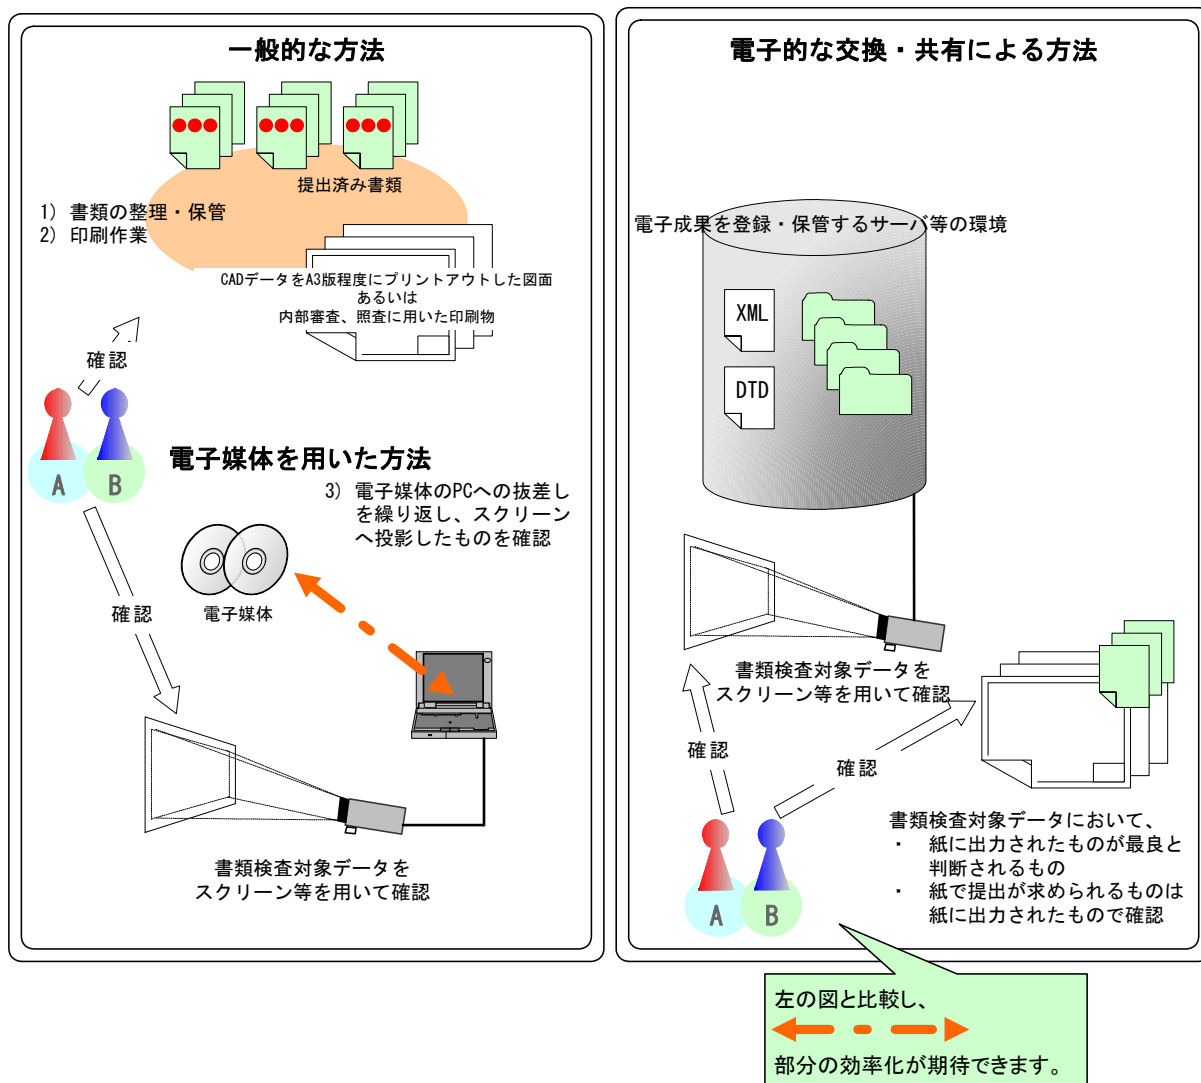 一般的な方法
●●●
●●●
●●●
提出済み書類
1) 書類の整理・保管
2) 印刷作業
CADデータをA3版程度にプリントアウトした図面
あるいは
内部審査、照査に用いた印刷物
確認
A
B
電子媒体を用いた方法
3) 電子媒体のPCへの抜差し
を繰り返し、スクリーン
へ投影したものを確認
電子媒体
確認
書類検査対象データを
スクリーン等を用いて確認
電子的な交換・共有による方法
電子成果を登録・保管するサーバ等の環境
XML
DTD
書類検査対象データを
スクリーン等を用いて確認
確認
確認
A
B
書類検査対象データにおいて、
・ 紙に出力されたものが最良と
判断されるもの
・ 紙で提出が求められるものは
紙に出力されたもので確認
左の図と比較し、
部分の効率化が期待できます。